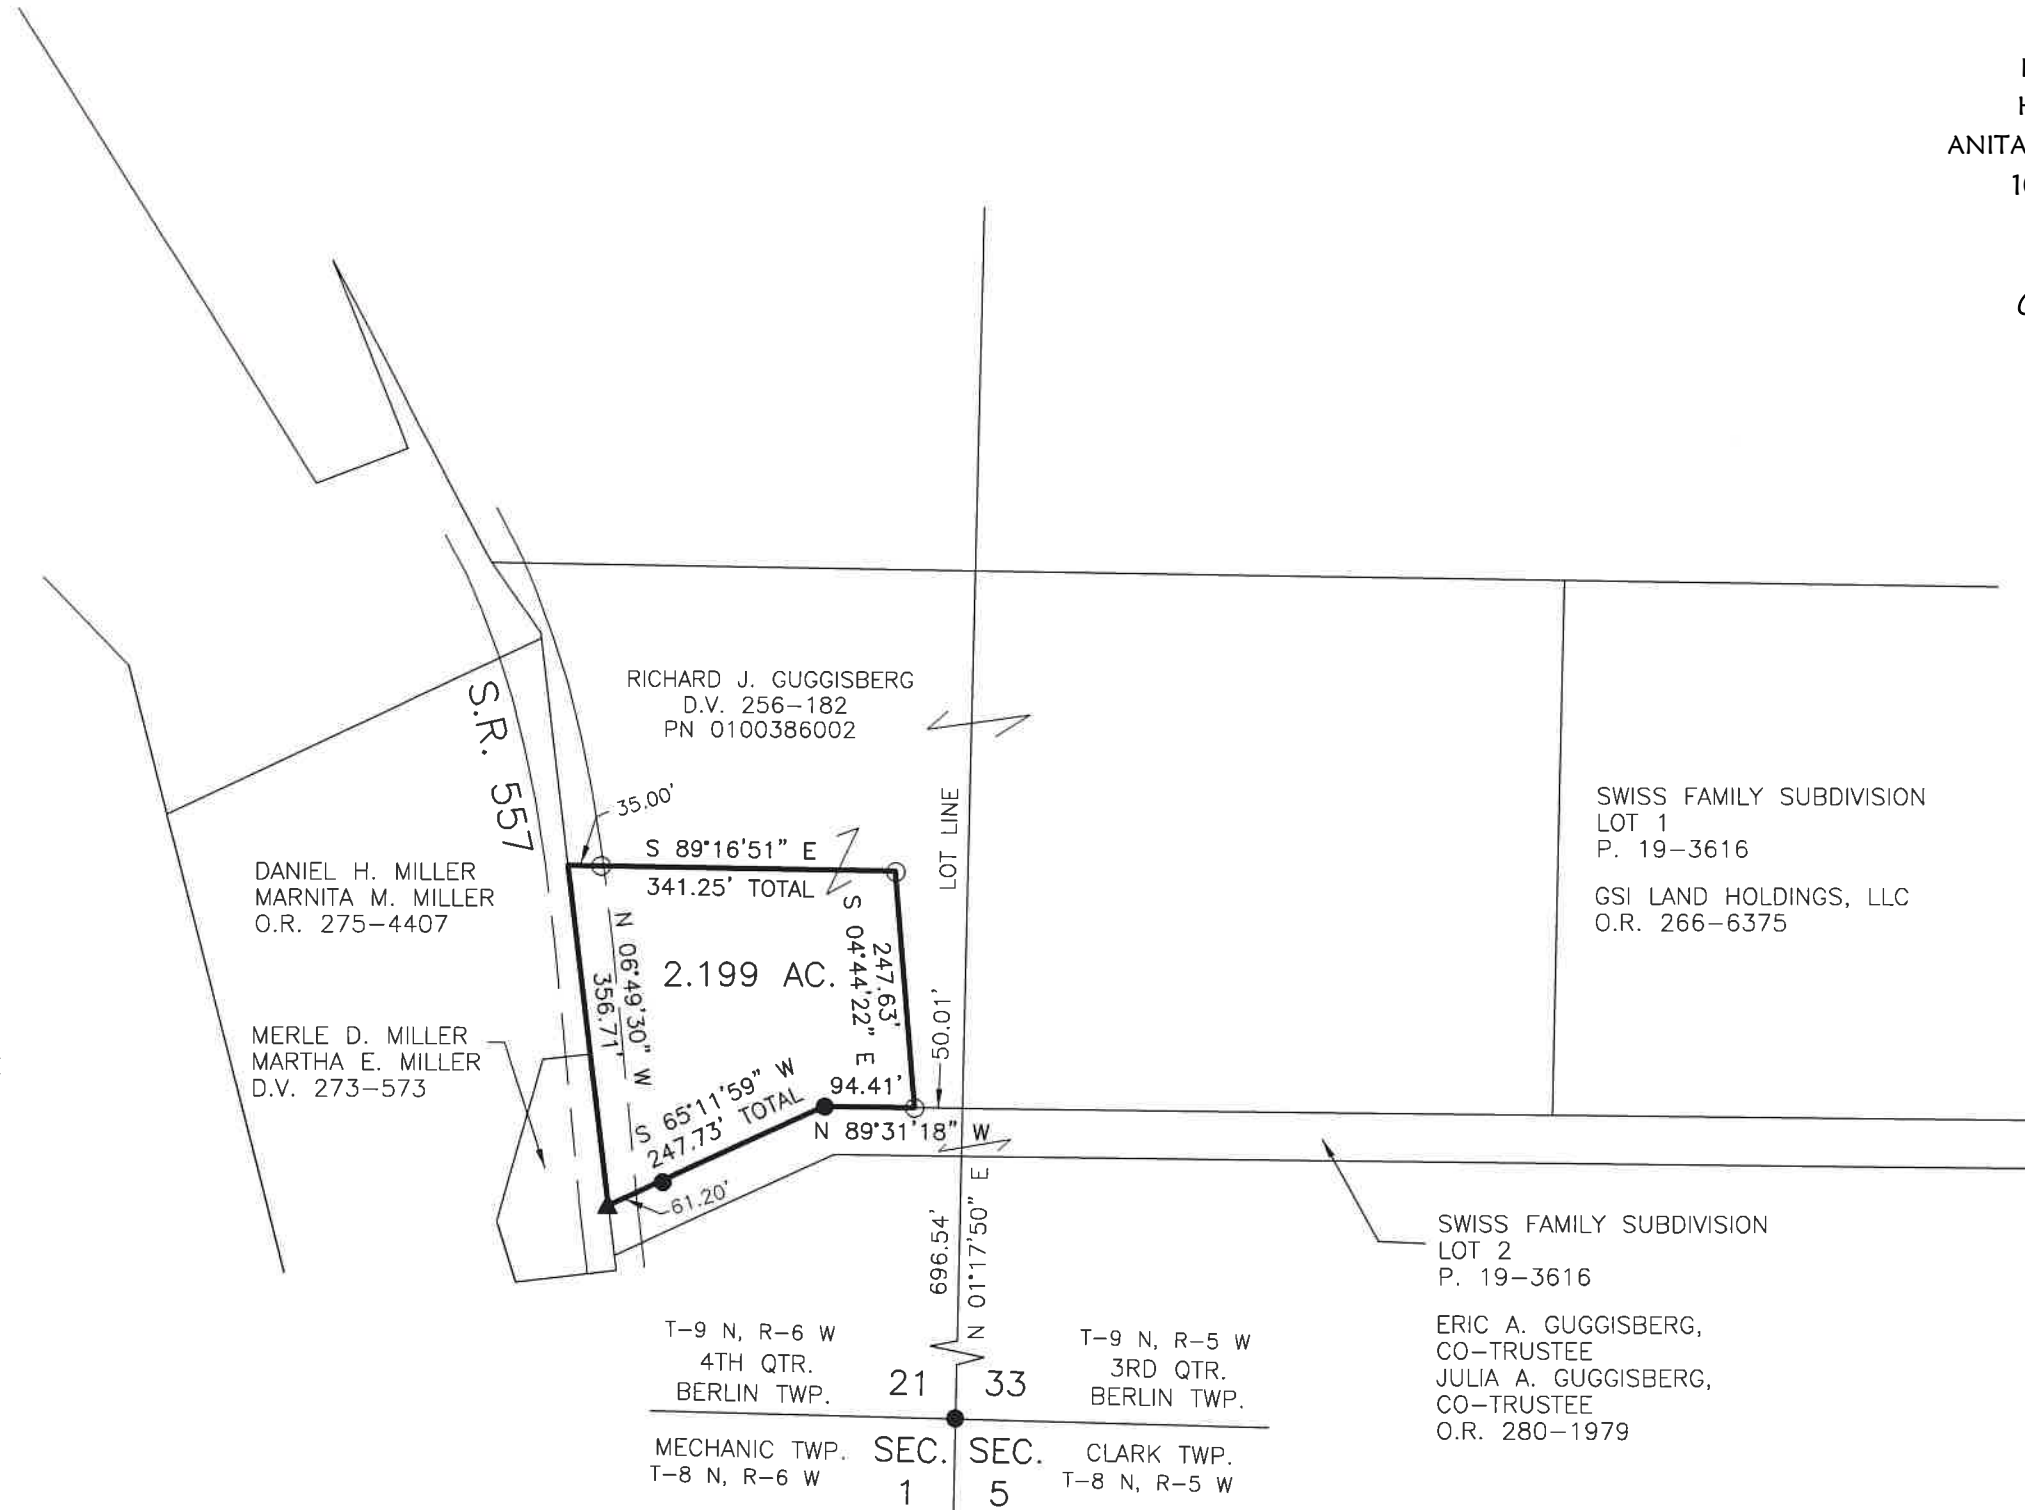 ANITA
RICHARD J. GUGGISBERG
D.V. 256-182
PN 0100386002
S.R. 557
35.00'
S 89°16'51" E
341.25' TOTAL
LOT LINE
SWISS FAMILY SUBDIVISION
LOT 1
P. 19-3616
GSI LAND HOLDINGS, LLC
O.R. 266-6375
DANIEL H. MILLER
MARNITA M. MILLER
O.R. 275-4407
N 06°49'30" W
356.71'
2.199 AC.
247.63'
S 04°44'22" E
50.01'
MERLE D. MILLER
MARTHA E. MILLER
D.V. 273-573
S 65°11'59" W
247.73' TOTAL
94.41'
N 89°31'18" W
61.20'
696.54'
N 01°17'50" E
SWISS FAMILY SUBDIVISION
LOT 2
P. 19-3616
ERIC A. GUGGISBERG,
CO-TRUSTEE
JULIA A. GUGGISBERG,
CO-TRUSTEE
O.R. 280-1979
T-9 N, R-6 W
4TH QTR.
BERLIN TWP.
21
33
T-9 N, R-5 W
3RD QTR.
BERLIN TWP.
MECHANIC TWP.
T-8 N, R-6 W
SEC.
1
SEC.
5
CLARK TWP.
T-8 N, R-5 W